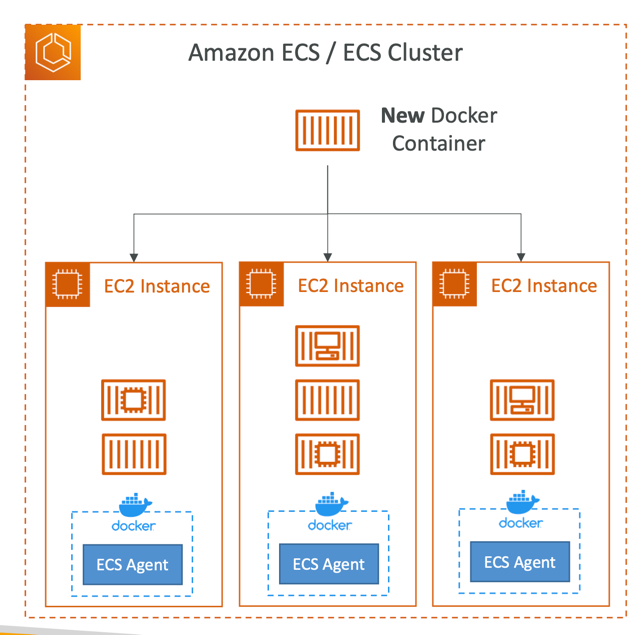 Amazon ECS / ECS Cluster
New Docker
Container
EC2 Instance
EC2 Instance
EC2 Instance
docker
docker
docker
ECS Agent
ECS Agent
ECS Agent